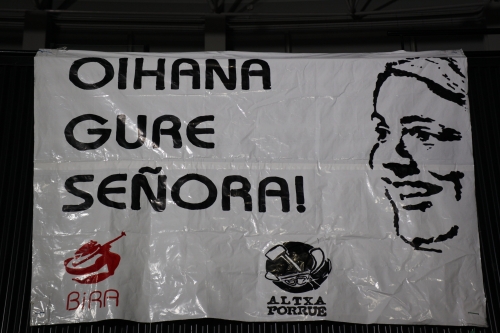 OIHANA
GURE
SEÑORA!
BIRA
ALTXA
PORRUE